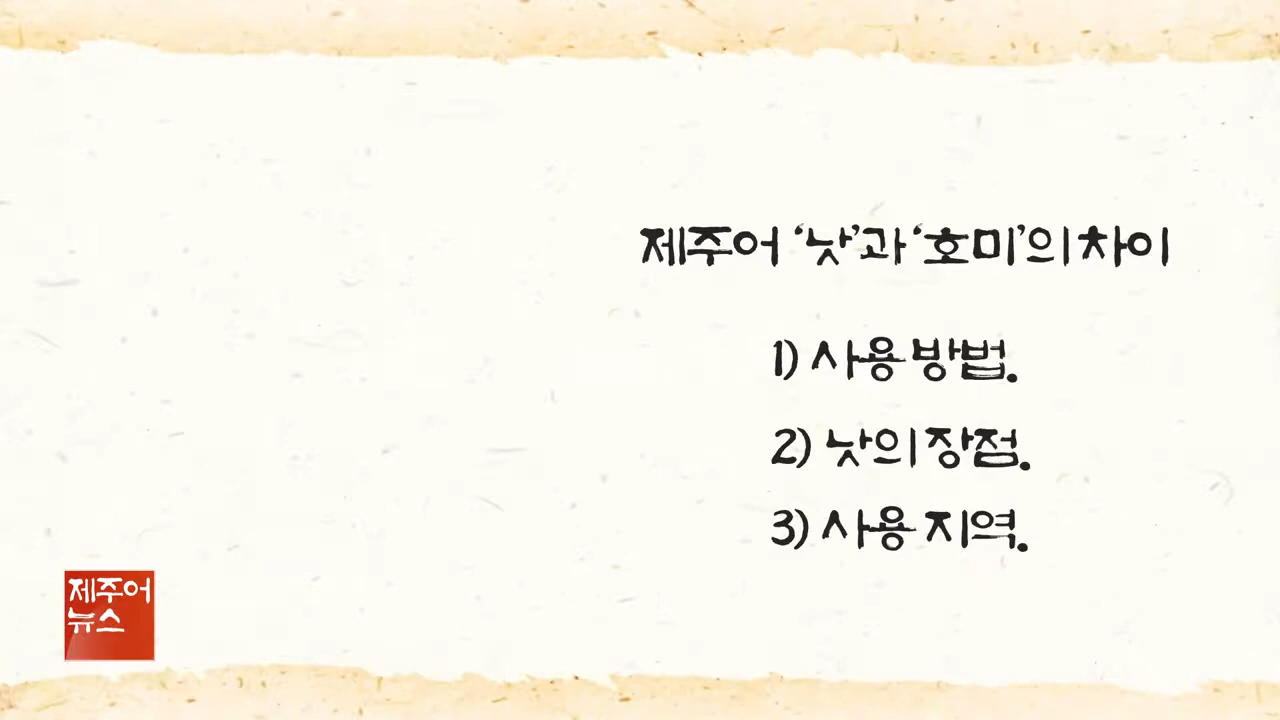 제주어 ‘낫’과 ‘호미’의 차이
1) 사용 방법.
2) 낫의 장점.
3) 사용 지역.
제주어
뉴스